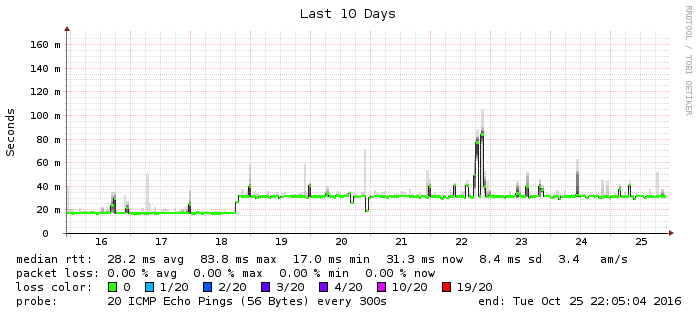 Last 10 Days
RRDTOOL / TOBI OETIKER
Seconds
160 m
140 m
120 m
100 m
80 m
60 m
40 m
20 m
0
16 17 18 19 20 21 22 23 24 25
median rtt: 28.2 ms avg 83.8 ms max 17.0 ms min 31.3 ms now 8.4 ms sd 3.4 am/s
packet loss: 0.00 % avg 0.00 % max 0.00 % min 0.00 % now
loss color: 0 1/20 2/20 3/20 4/20 10/20 19/20
probe: 20 ICMP Echo Pings (56 Bytes) every 300s end: Tue Oct 25 22:05:04 2016